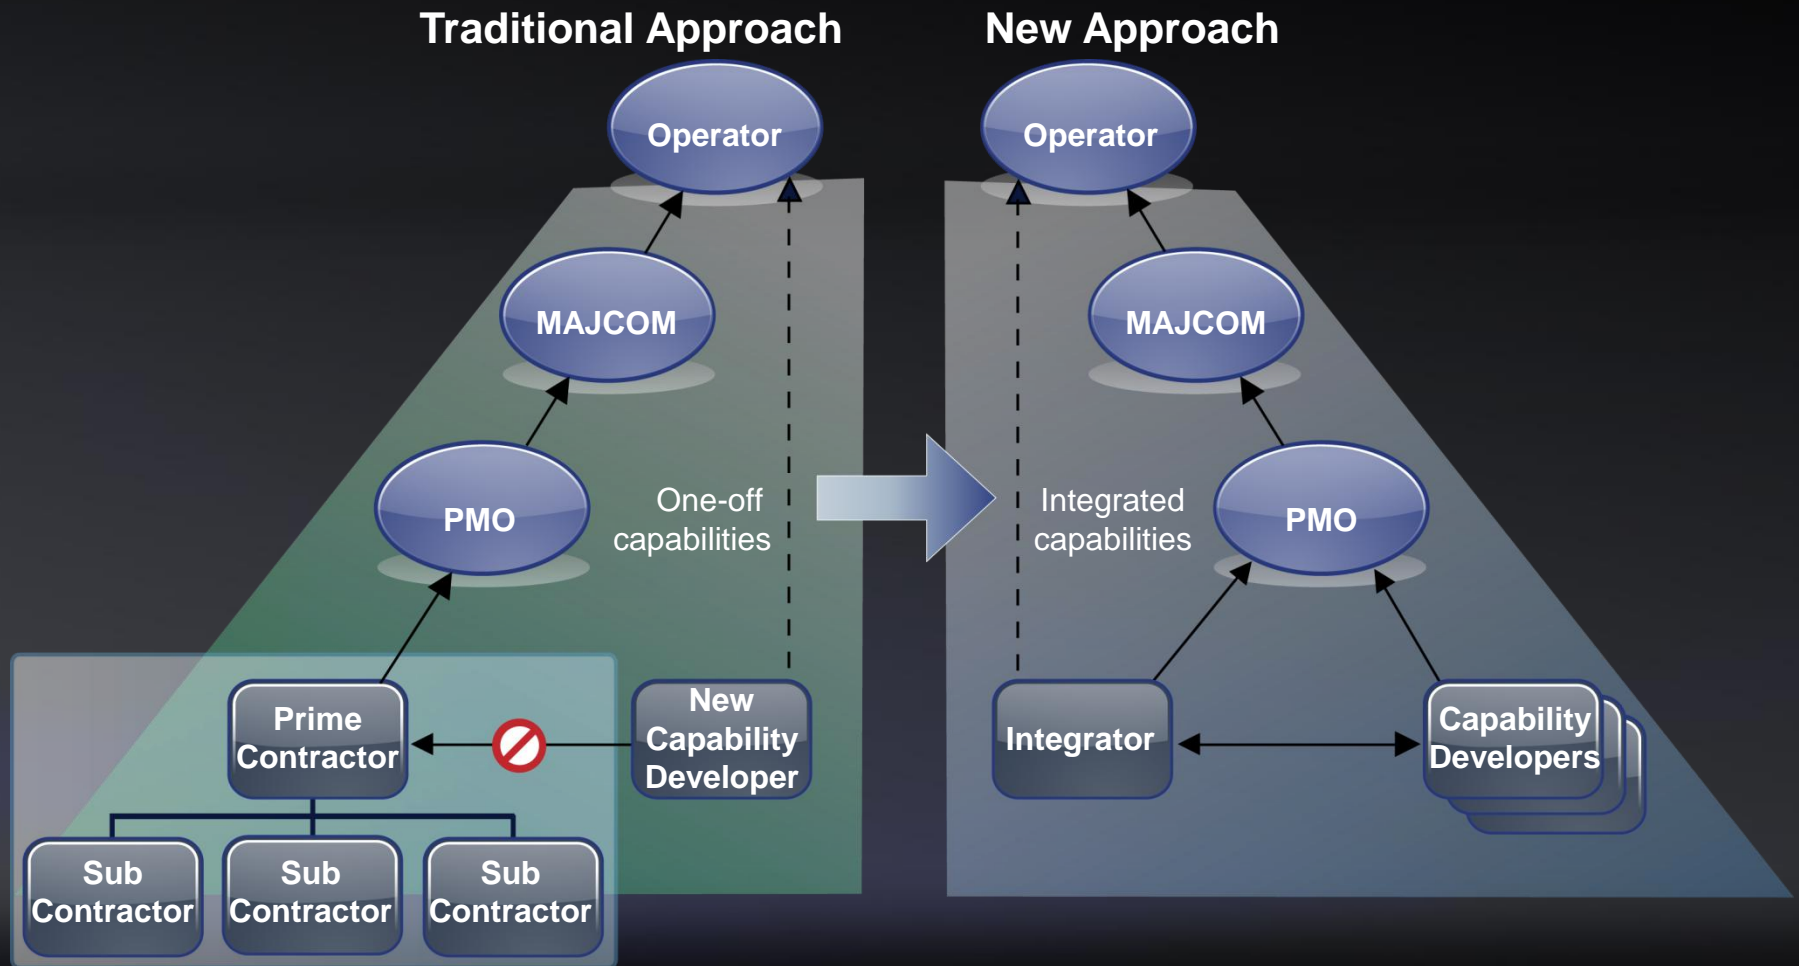 Traditional Approach
New Approach
Operator
MAJCOM
PMO
One-off
capabilities
Prime
Contractor
New
Capability
Developer
Sub
Contractor
Sub
Contractor
Sub
Contractor
Operator
MAJCOM
Integrated
capabilities
PMO
Integrator
Capability
Developers